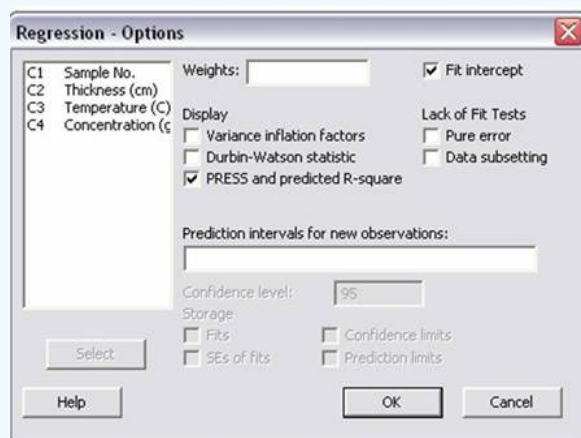 Regression - Options
C1 Sample No.
C2 Thickness (cm)
C3 Temperature (C)
C4 Concentration (g
Weights:
Fit intercept
Display
Variance inflation factors
Durbin-Watson statistic
PRESS and predicted R-square
Lack of Fit Tests
Pure error
Data subsetting
Prediction intervals for new observations:
Confidence level: 95
Storage
Fits
Confidence limits
SEs of fits
Prediction limits
Select
Help
OK
Cancel